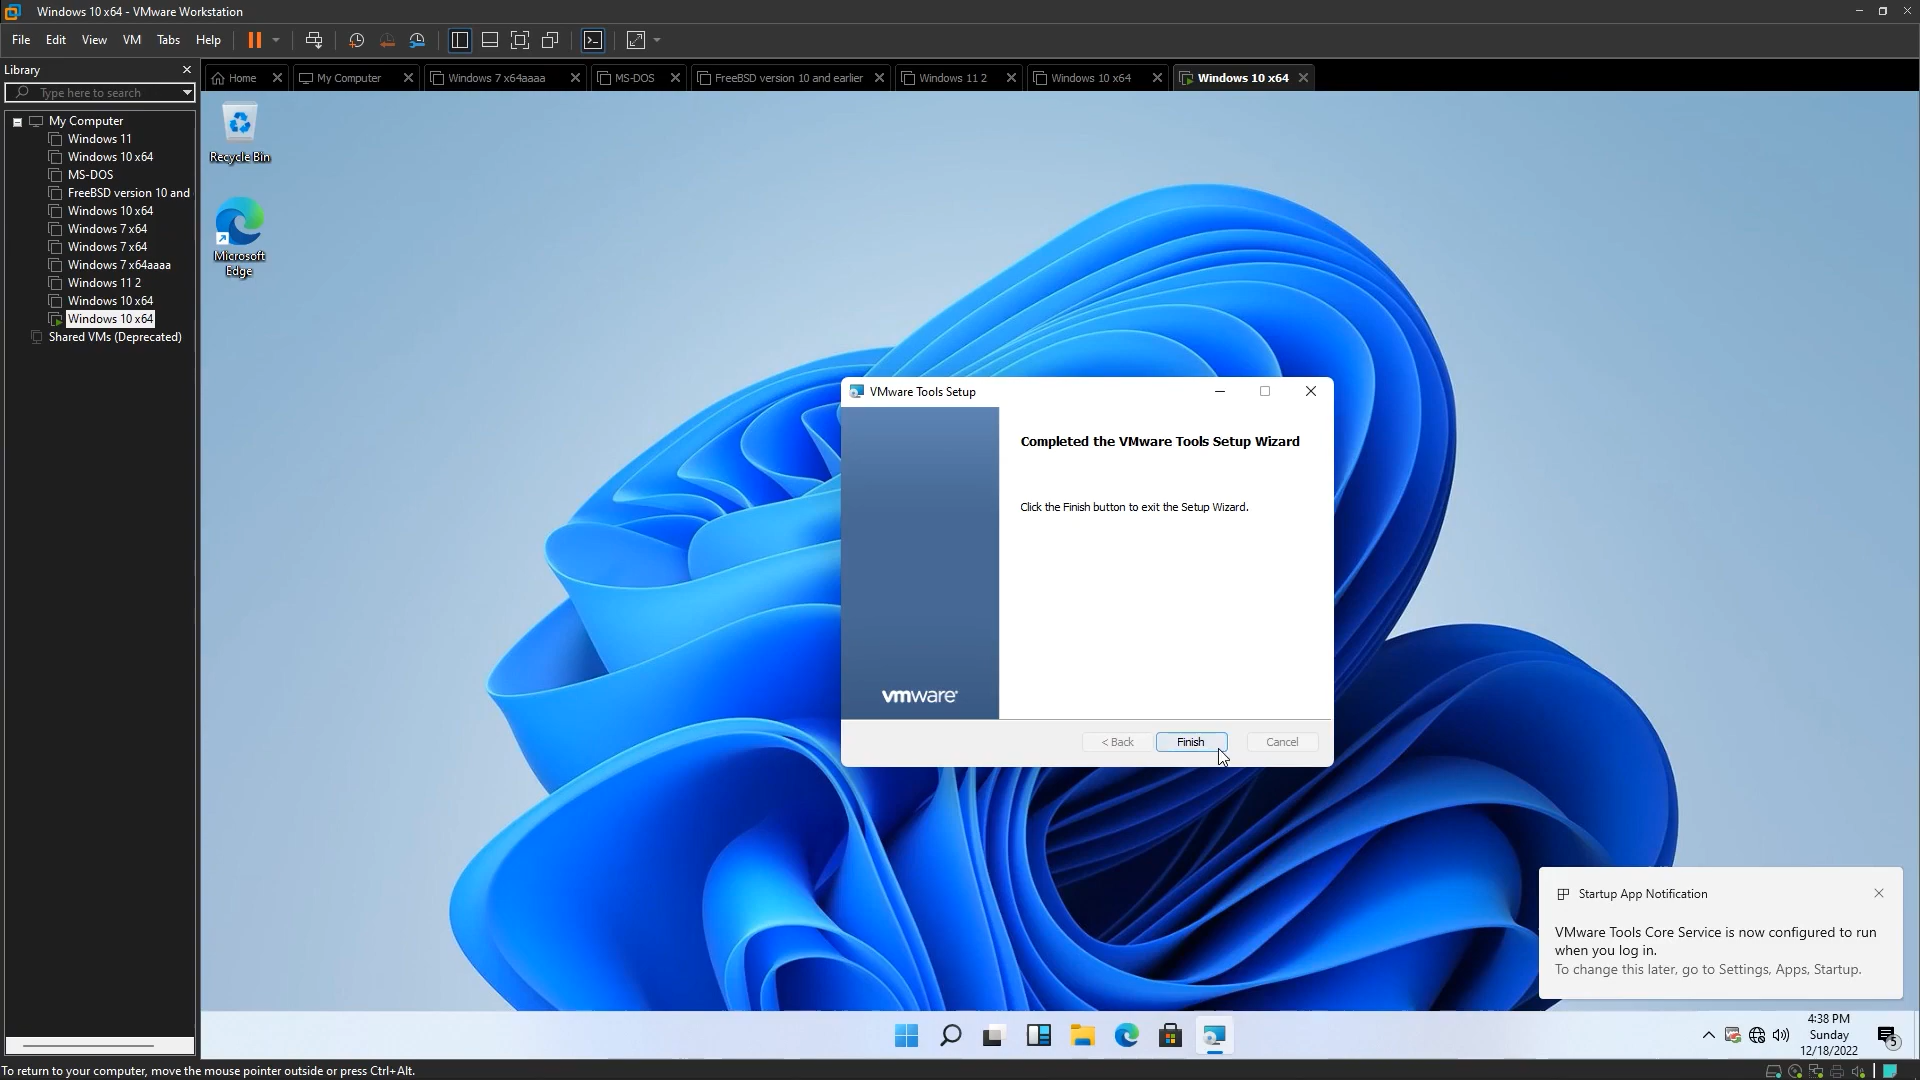 Windows 10 x64 - VMware Workstation
File Edit View VM Tabs Help
Library
Type here to search
Home
My Computer
Windows 7 x64aaaa
MS-DOS
FreeBSD version 10 and earlier
Windows 11 2
Windows 10 x64
Windows 10 x64
My Computer
Windows 11
Windows 10 x64
MS-DOS
FreeBSD version 10 and
Windows 10 x64
Windows 7 x64
Windows 7 x64
Windows 7 x64aaaa
Windows 11 2
Windows 10 x64
Windows 10 x64
Shared VMs (Deprecated)
Recycle Bin
Microsoft
Edge
VMware Tools Setup
Completed the VMware Tools Setup Wizard
Click the Finish button to exit the Setup Wizard.
vmware
< Back
Finish
Cancel
Startup App Notification
VMware Tools Core Service is now configured to run
when you log in.
To change this later, go to Settings, Apps, Startup.
4:38 PM
Sunday
12/18/2022
5
To return to your computer, move the mouse pointer outside or press Ctrl+Alt.